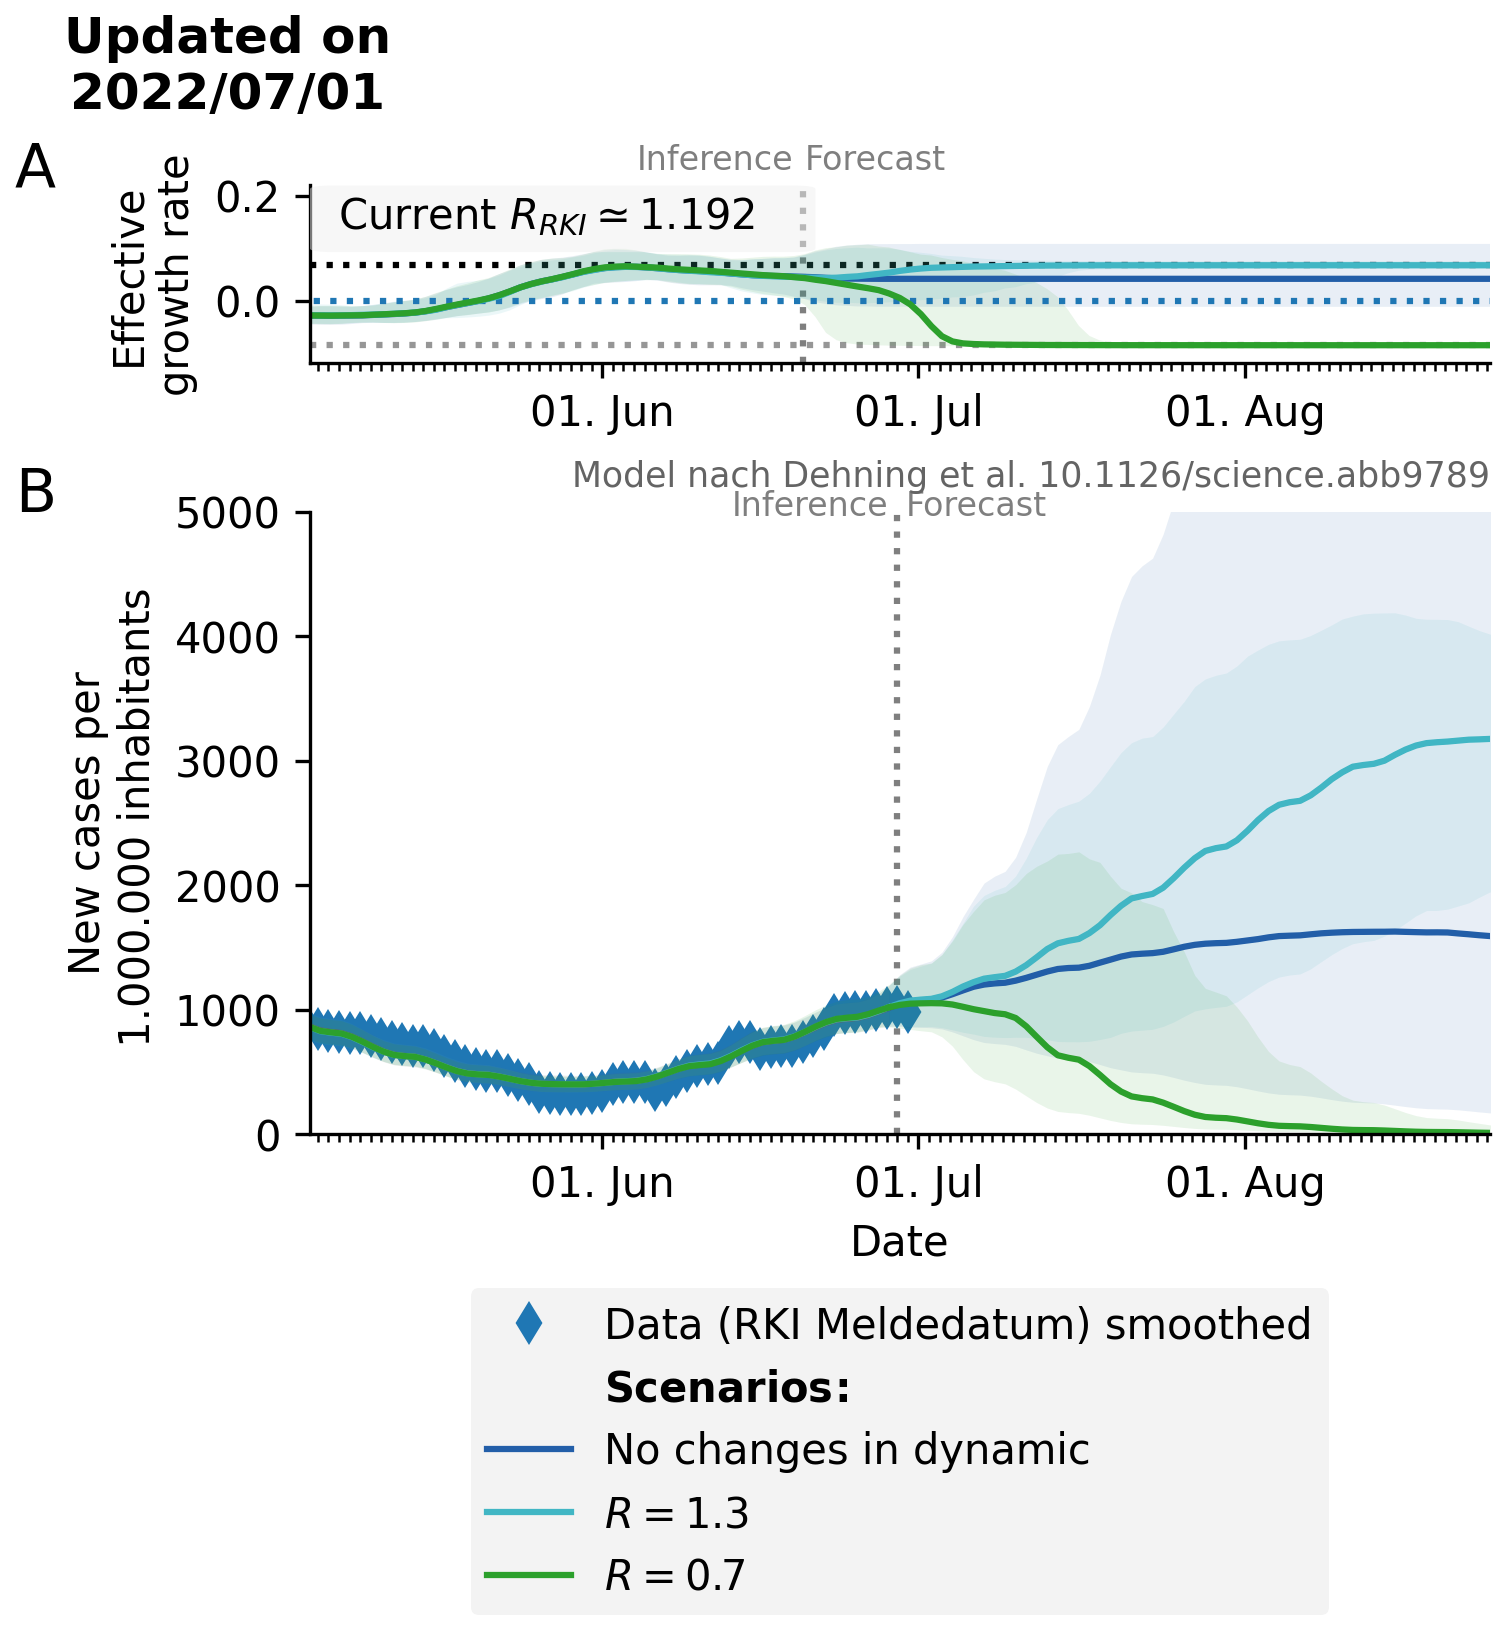 Updated on
2022/07/01
A
Inference Forecast
Effective
growth rate
0.2
0.0
Current R_RKI ≃ 1.192
01. Jun
01. Jul
01. Aug
B
Model nach Dehning et al. 10.1126/science.abb9789
Inference Forecast
New cases per
1.000.000 inhabitants
5000
4000
3000
2000
1000
0
01. Jun
01. Jul
01. Aug
Date
Data (RKI Meldedatum) smoothed
Scenarios:
No changes in dynamic
R = 1.3
R = 0.7